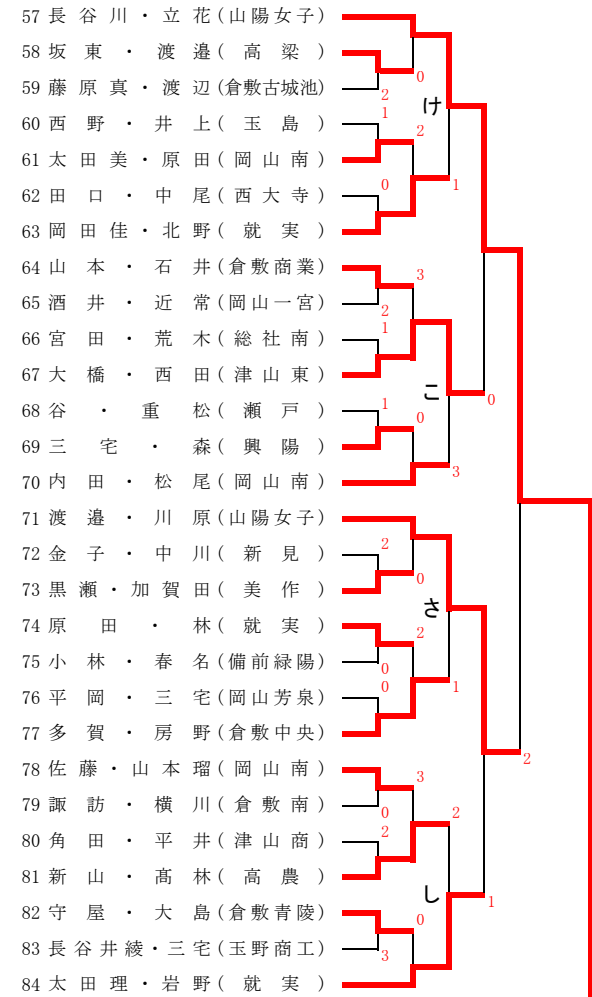 57 長谷川・立花(山陽女子)
58 坂東・渡邉(高梁)
0
59 藤原真・渡辺(倉敷古城池)
2
け
60 西野・井上(玉島)
1
2
61 太田美・原田(岡山南)
62 田口・中尾(西大寺)
0
1
63 岡田佳・北野(就実)
64 山本・石井(倉敷商業)
3
65 酒井・近常(岡山一宮)
2
66 宮田・荒木(総社南)
1
67 大橋・西田(津山東)
こ
0
68 谷・重松(瀬戸)
1
0
69 三宅・森(興陽)
3
70 内田・松尾(岡山南)
71 渡邉・川原(山陽女子)
72 金子・中川(新見)
2
0
73 黒瀬・加賀田(美作)
さ
74 原田・林(就実)
2
75 小林・春名(備前緑陽)
0
76 平岡・三宅(岡山芳泉)
0
1
77 多賀・房野(倉敷中央)
2
78 佐藤・山本瑠(岡山南)
3
79 諏訪・横川(倉敷南)
0
2
80 角田・平井(津山商)
2
81 新山・髙林(高農)
し
1
82 守屋・大島(倉敷青陵)
0
83 長谷井綾・三宅(玉野商工)
3
84 太田理・岩野(就実)